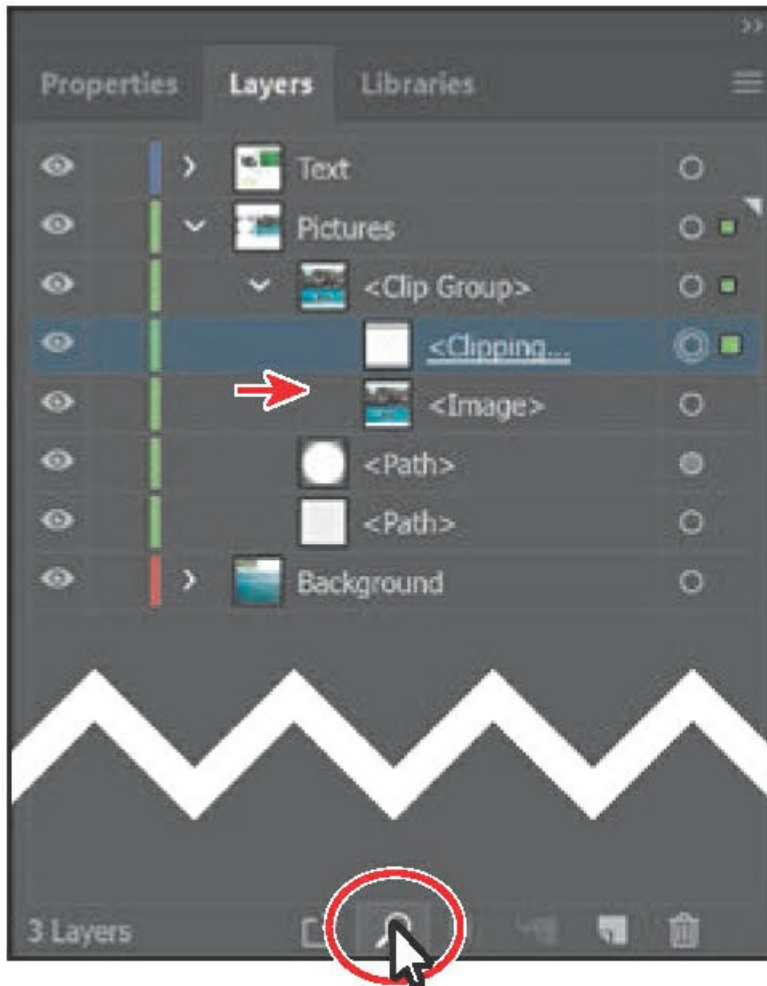 Properties Layers Libraries
Text
Pictures
<Clip Group>
<Clipping...
<Image>
<Path>
<Path>
Background
3 Layers